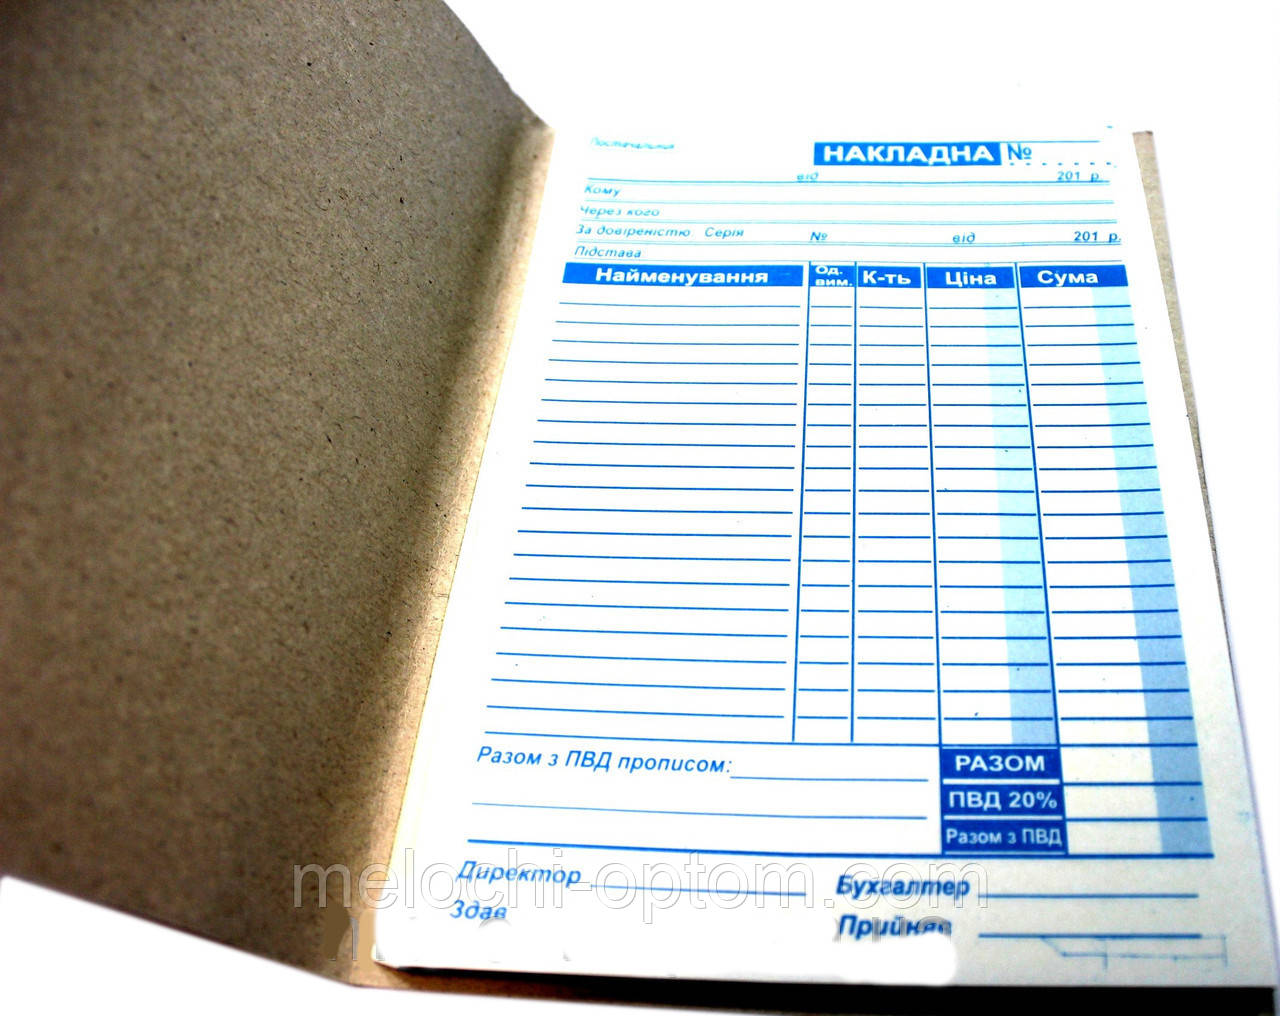 Постачальник НАКЛАДНА №
від 201 р.
Кому
Через кого
За довіреністю Серія № від 201 р.
Підстава
Найменування Од. вим. К-ть Ціна Сума
Разом з ПВД прописом: РАЗОМ
ПВД 20%
Разом з ПВД
Директор Бухгалтер
melochi-optom.com
Здав Прийняв